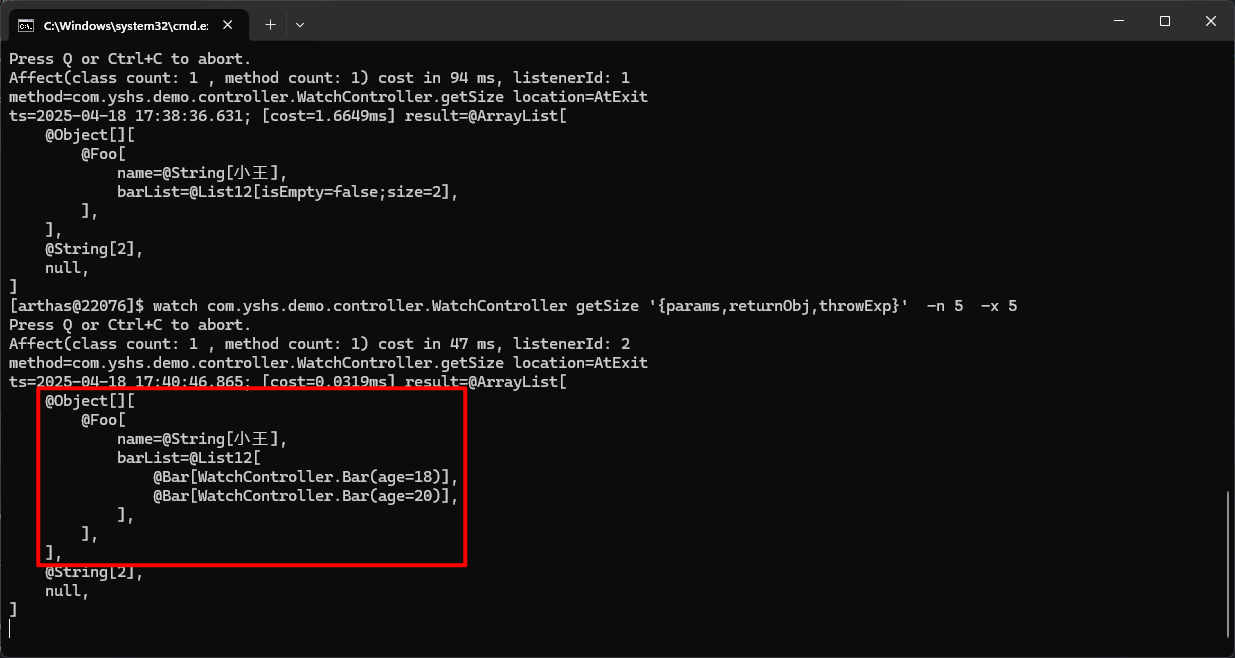 C:\Windows\system32\cmd.e:
Press Q or Ctrl+C to abort.
Affect(class count: 1 , method count: 1) cost in 94 ms, listenerId: 1
method=com.yshs.demo.controller.WatchController.getSize location=AtExit
ts=2025-04-18 17:38:36.631; [cost=1.6649ms] result=@ArrayList[
    @Object[][
        @Foo[
            name=@String[小王],
            barList=@List12[isEmpty=false;size=2],
        ],
    ],
    @String[2],
    null,
]
[arthas@22076]$ watch com.yshs.demo.controller.WatchController getSize '{params,returnObj,throwExp}'  -n 5  -x 5
Press Q or Ctrl+C to abort.
Affect(class count: 1 , method count: 1) cost in 47 ms, listenerId: 2
method=com.yshs.demo.controller.WatchController.getSize location=AtExit
ts=2025-04-18 17:40:46.865; [cost=0.0319ms] result=@ArrayList[
    @Object[][
        @Foo[
            name=@String[小王],
            barList=@List12[
                @Bar[WatchController.Bar(age=18)],
                @Bar[WatchController.Bar(age=20)],
            ],
        ],
    ],
    @String[2],
    null,
]